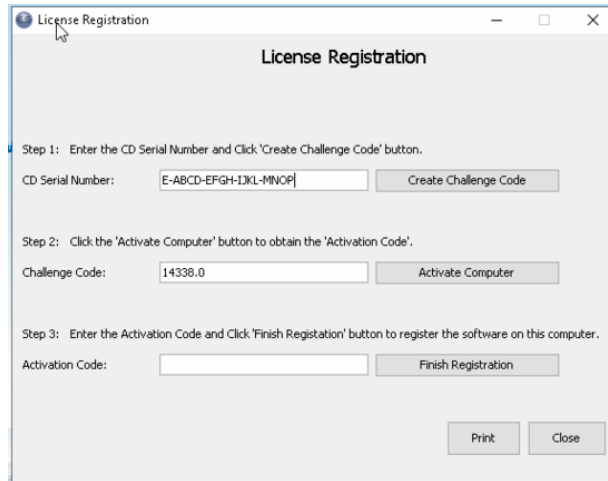 License Registration
License Registration
Step 1: Enter the CD Serial Number and Click 'Create Challenge Code' button.
CD Serial Number: E-ABCD-EFGH-IJKL-MNOP Create Challenge Code
Step 2: Click the 'Activate Computer' button to obtain the 'Activation Code'.
Challenge Code: 14338.0 Activate Computer
Step 3: Enter the Activation Code and Click 'Finish Registation' button to register the software on this computer.
Activation Code: Finish Registration
Print Close